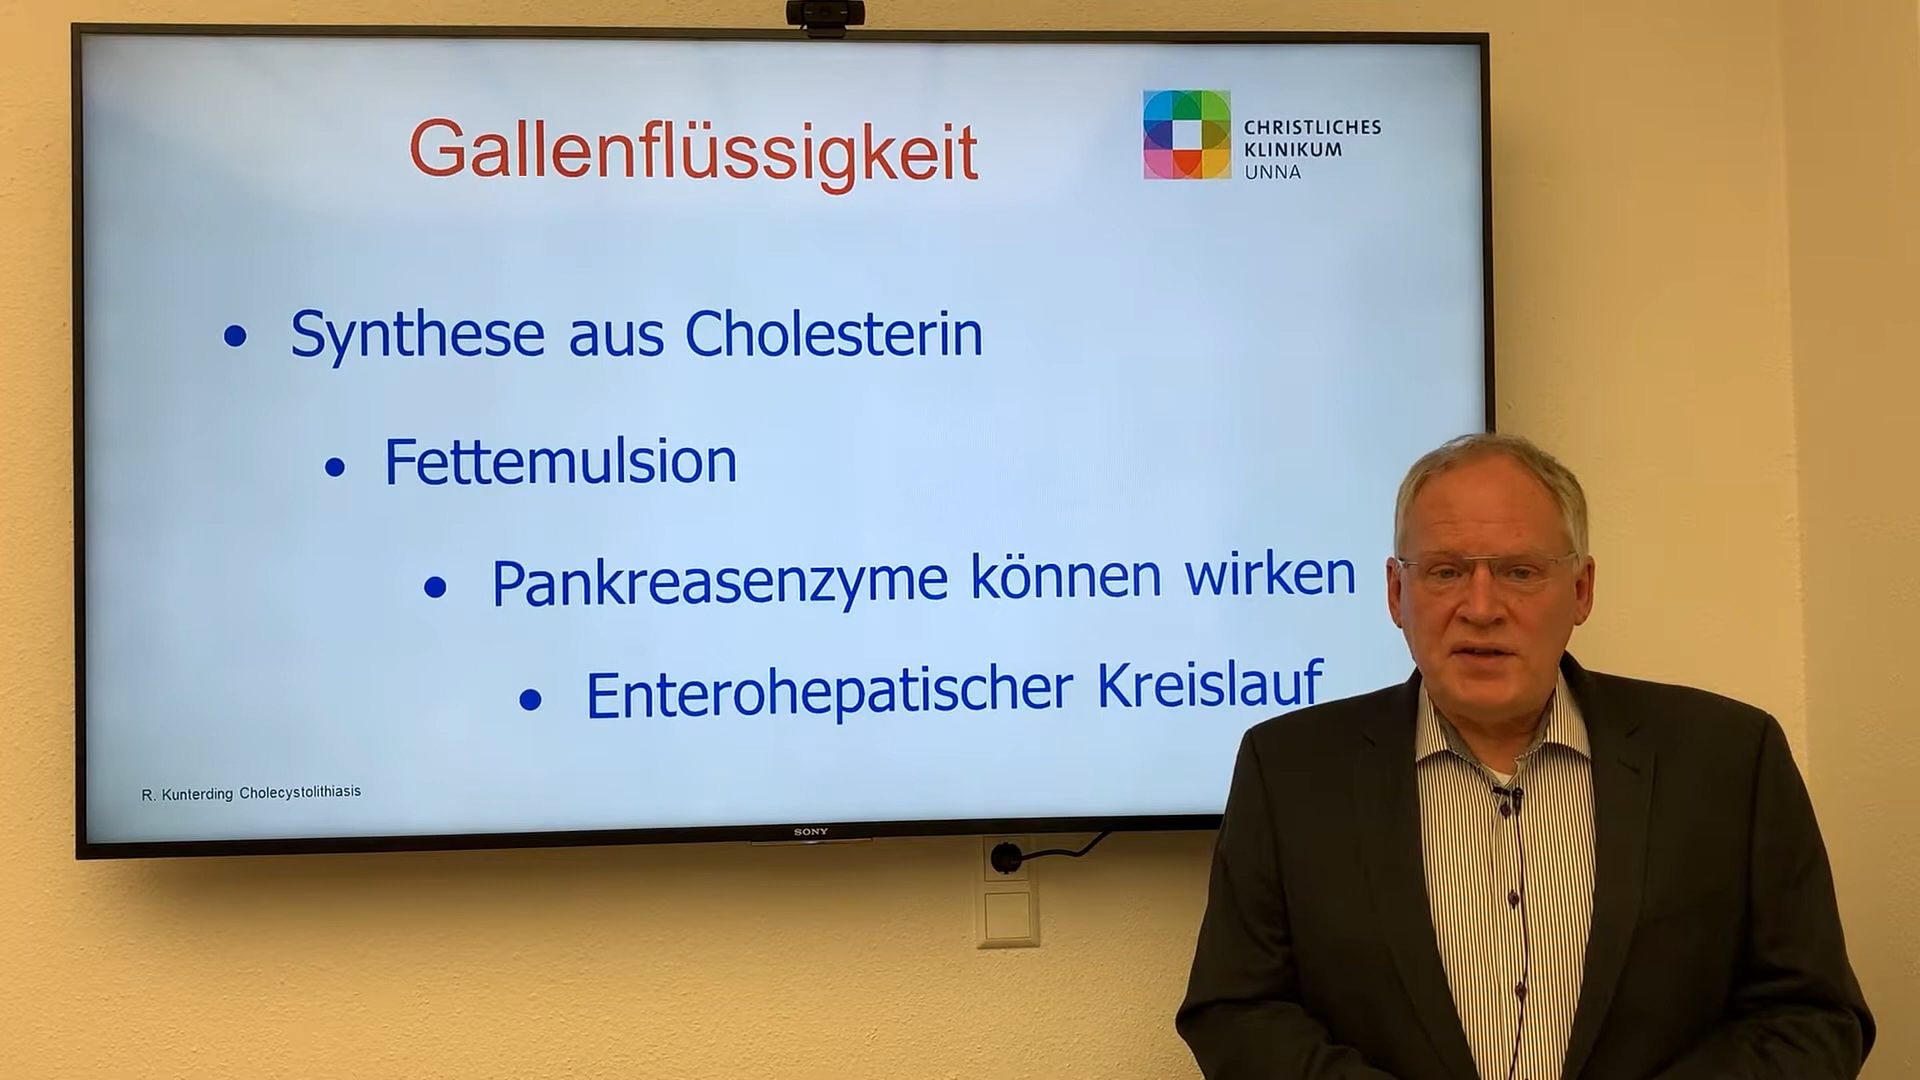 Gallenflüssigkeit
CHRISTLICHES
KLINIKUM
UNNA
• Synthese aus Cholesterin
• Fettemulsion
• Pankreasenzyme können wirken
• Enterohepatischer Kreislauf
R. Kunterding Cholecystolithiasis
SONY